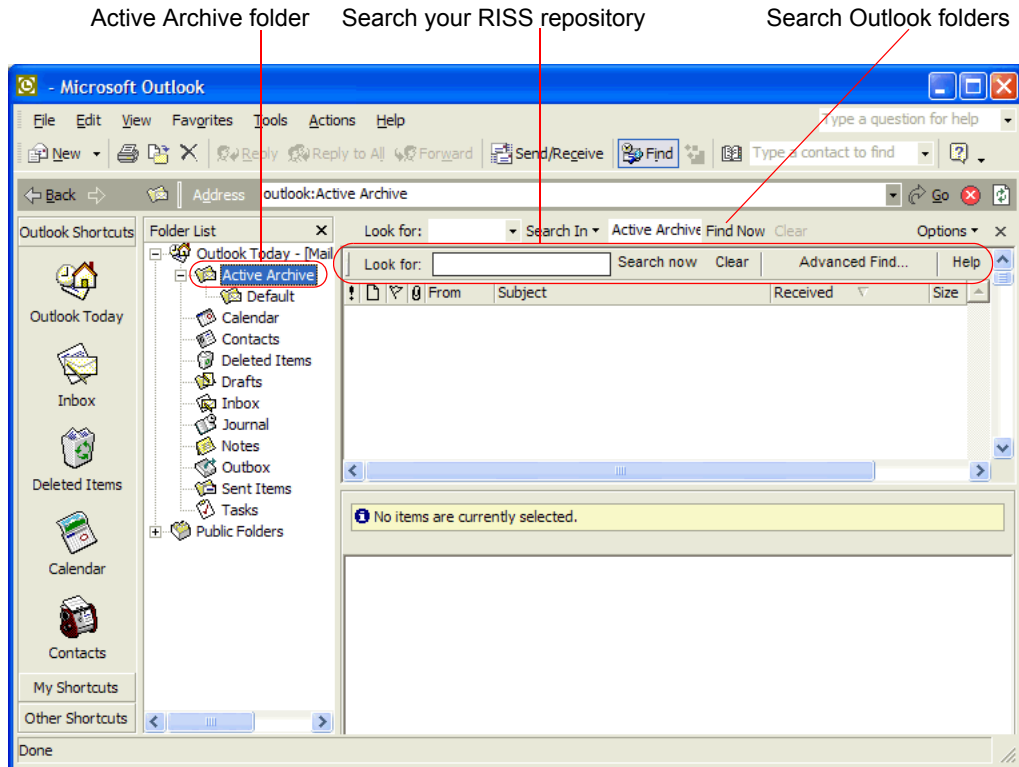 Active Archive folder Search your RISS repository Search Outlook folders
- Microsoft Outlook
File Edit View Favorites Tools Actions Help Type a question for help
New Reply Reply to All Forward Send/Receive Find Type a contact to find
Back Address outlook:Active Archive Go
Outlook Shortcuts
Outlook Today
Inbox
Deleted Items
Calendar
Contacts
My Shortcuts
Other Shortcuts
Folder List
Outlook Today - [Mail
Active Archive
Default
Calendar
Contacts
Deleted Items
Drafts
Inbox
Journal
Notes
Outbox
Sent Items
Tasks
Public Folders
Look for: Search In Active Archive Find Now Clear Options
Look for: Search now Clear Advanced Find... Help
From Subject Received Size
No items are currently selected.
Done